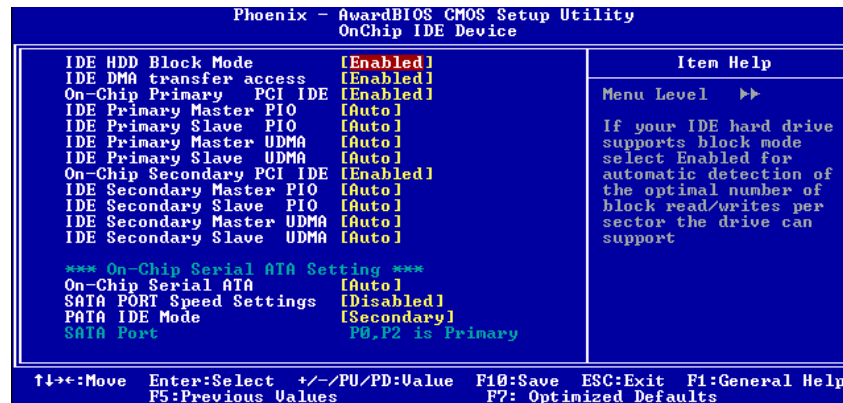 Phoenix - AwardBIOS CMOS Setup Utility
OnChip IDE Device
IDE HDD Block Mode [Enabled]
IDE DMA transfer access [Enabled]
On-Chip Primary PCI IDE [Enabled]
IDE Primary Master PIO [Auto]
IDE Primary Slave PIO [Auto]
IDE Primary Master UDMA [Auto]
IDE Primary Slave UDMA [Auto]
On-Chip Secondary PCI IDE [Enabled]
IDE Secondary Master PIO [Auto]
IDE Secondary Slave PIO [Auto]
IDE Secondary Master UDMA [Auto]
IDE Secondary Slave UDMA [Auto]
*** On-Chip Serial ATA Setting ***
On-Chip Serial ATA [Auto]
SATA PORT Speed Settings [Disabled]
PATA IDE Mode [Secondary]
SATA Port P0,P2 is Primary
Item Help
Menu Level ►►
If your IDE hard drive
supports block mode
select Enabled for
automatic detection of
the optimal number of
block read/writes per
sector the drive can
support
↑↓→←:Move Enter:Select +/-/PU/PD:Value F10:Save ESC:Exit F1:General Help
F5:Previous Values F7: Optimized Defaults